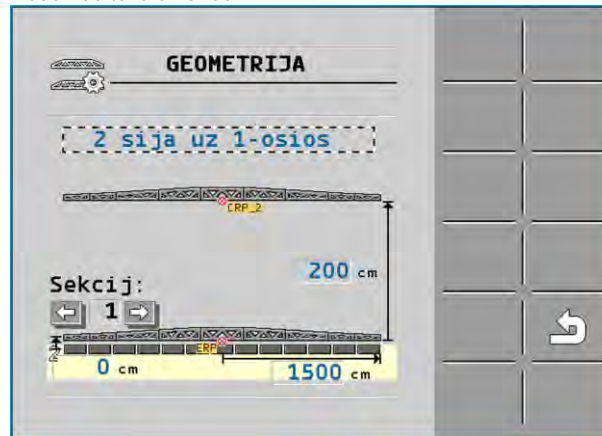 GEOMETRIJA
2 sija uz 1-osios
CRP_2
200 cm
Sekcij:
1
ERP
0 cm
1500 cm